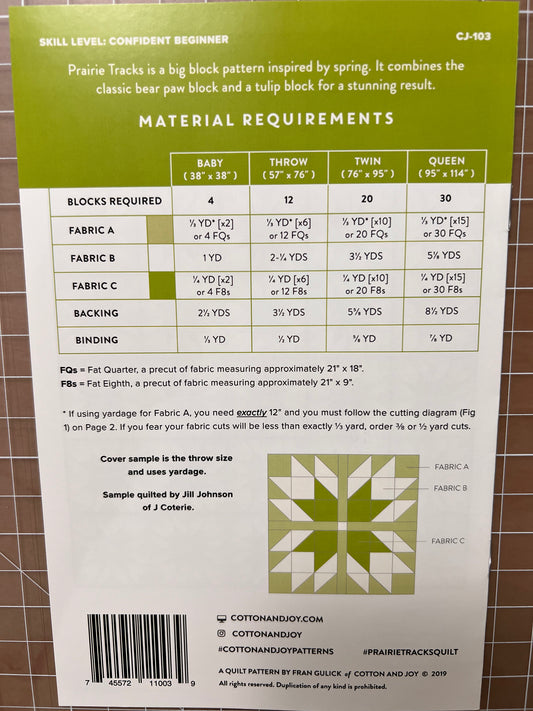 SKILL LEVEL: CONFIDENT BEGINNER
CJ-103
Prairie Tracks is a big block pattern inspired by spring. It combines the
classic bear paw block and a tulip block for a stunning result.
MATERIAL REQUIREMENTS
BABY THROW TWIN QUEEN
( 38" x 38" ) ( 57" x 76" ) ( 76" x 95" ) ( 95" x 114" )
BLOCKS REQUIRED 4 12 20 30
FABRIC A ⅓ YD* [x2] ⅓ YD* [x6] ⅓ YD* [x10] ⅓ YD* [x15]
or 4 FQs or 12 FQs or 20 FQs or 30 FQs
FABRIC B 1 YD 2-¼ YDS 3½ YDS
FABRIC C ¼ YD [x2] ¼ YD [x6] ¼ YD [x10] ¼ YD [x15]
or 4 F8s or 12 F8s or 20 F8s or 30 F8s
BACKING 2½ YDS 3½ YDS YDS 8½ YDS
BINDING ⅓ YD YD ⅝ YD ⅞ YD
FQs = Fat Quarter, a precut of fabric measuring approximately 21" x 18".
F8s = Fat Eighth, a precut of fabric measuring approximately 21" x 9".
* If using yardage for Fabric A, you need exactly 12" and you must follow the cutting diagram (Fig
1) on Page 2. If you fear your fabric cuts will be less than exactly ⅓ yard, order ⅜ or ½ yard cuts.
Cover sample is the throw size
and uses yardage.
Sample quilted by Jill Johnson
of J Coterie.
FABRIC A
FABRIC B
FABRIC C
COTTONANDJOY.COM
COTTONANDJOY
#COTTONANDJOYPATTERNS #PRAIRIETRACKSQUILT
A QUILT PATTERN BY FRAN GULICK of COTTON AND JOY © 2019
All rights reserved. Duplication of any kind is prohibited.
7 45572 11003 9